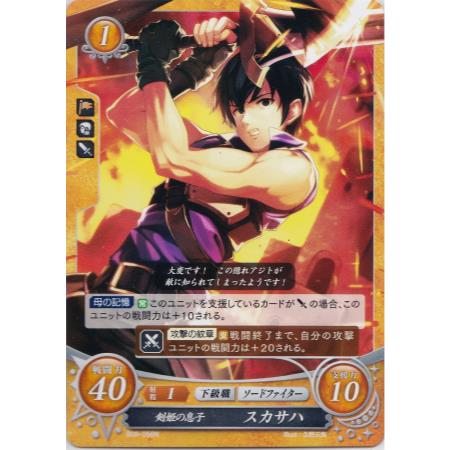 1
大変です！ この隠れアジトが
敵に知られてしまったようです！
母の記憶 常 このユニットを支援しているカードが の場合、この
ユニットの戦闘力は+10される。
攻撃の紋章 支 戦闘終了まで、自分の攻撃
ユニットの戦闘力は+20される。
戦闘力 40
射程 1 下級職 ソードファイター
支援力 10
剣姫の息子 スカサハ